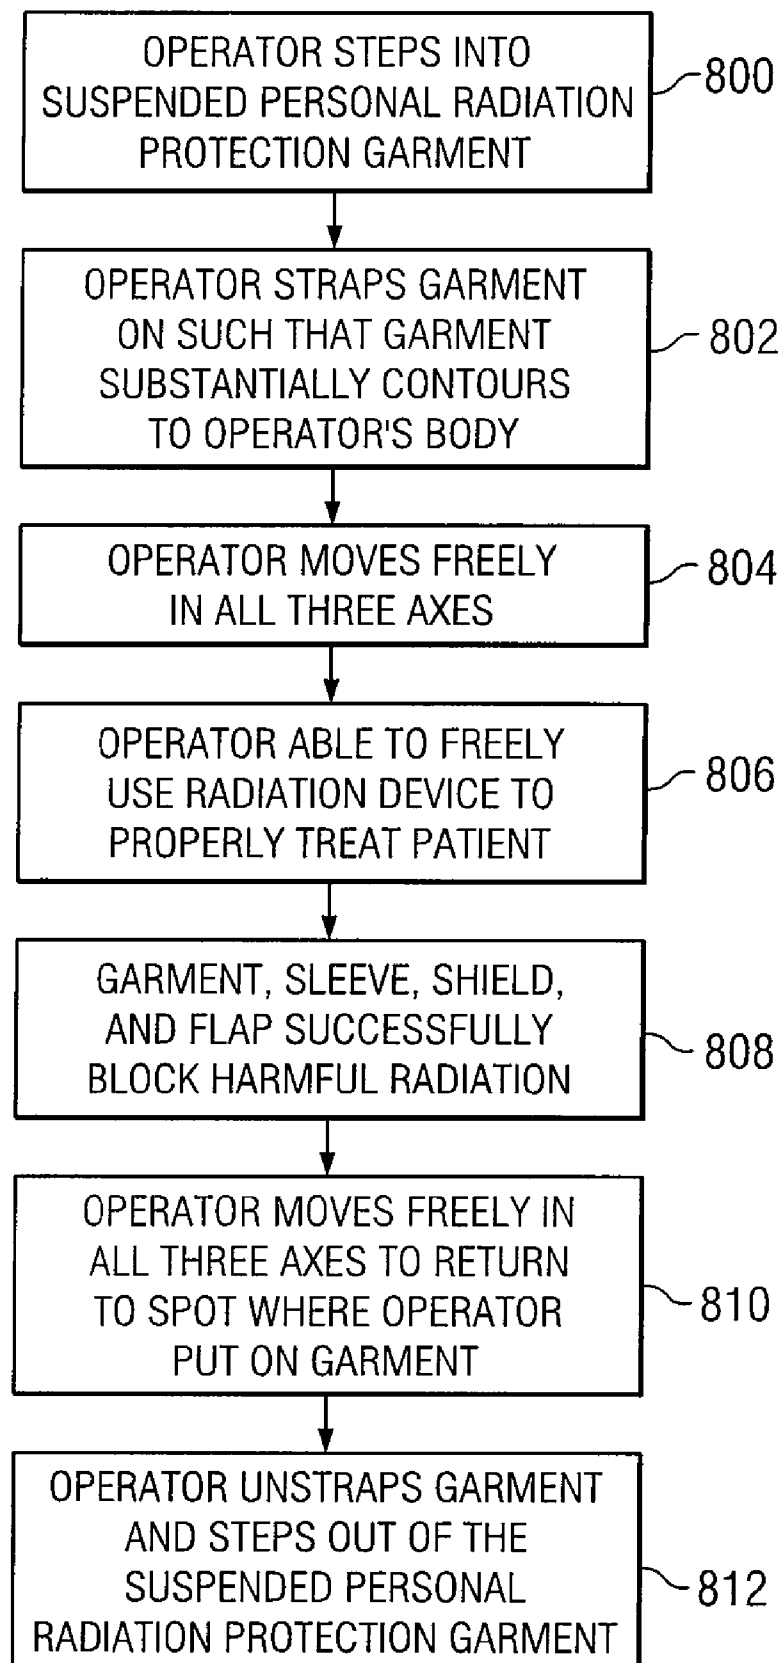 OPERATOR STEPS INTO
SUSPENDED PERSONAL RADIATION
PROTECTION GARMENT
800
OPERATOR STRAPS GARMENT
ON SUCH THAT GARMENT
SUBSTANTIALLY CONTOURS
TO OPERATOR'S BODY
802
OPERATOR MOVES FREELY
IN ALL THREE AXES
804
OPERATOR ABLE TO FREELY
USE RADIATION DEVICE TO
PROPERLY TREAT PATIENT
806
GARMENT, SLEEVE, SHIELD,
AND FLAP SUCCESSFULLY
BLOCK HARMFUL RADIATION
808
OPERATOR MOVES FREELY IN
ALL THREE AXES TO RETURN
TO SPOT WHERE OPERATOR
PUT ON GARMENT
810
OPERATOR UNSTRAPS GARMENT
AND STEPS OUT OF THE
SUSPENDED PERSONAL
RADIATION PROTECTION GARMENT
812